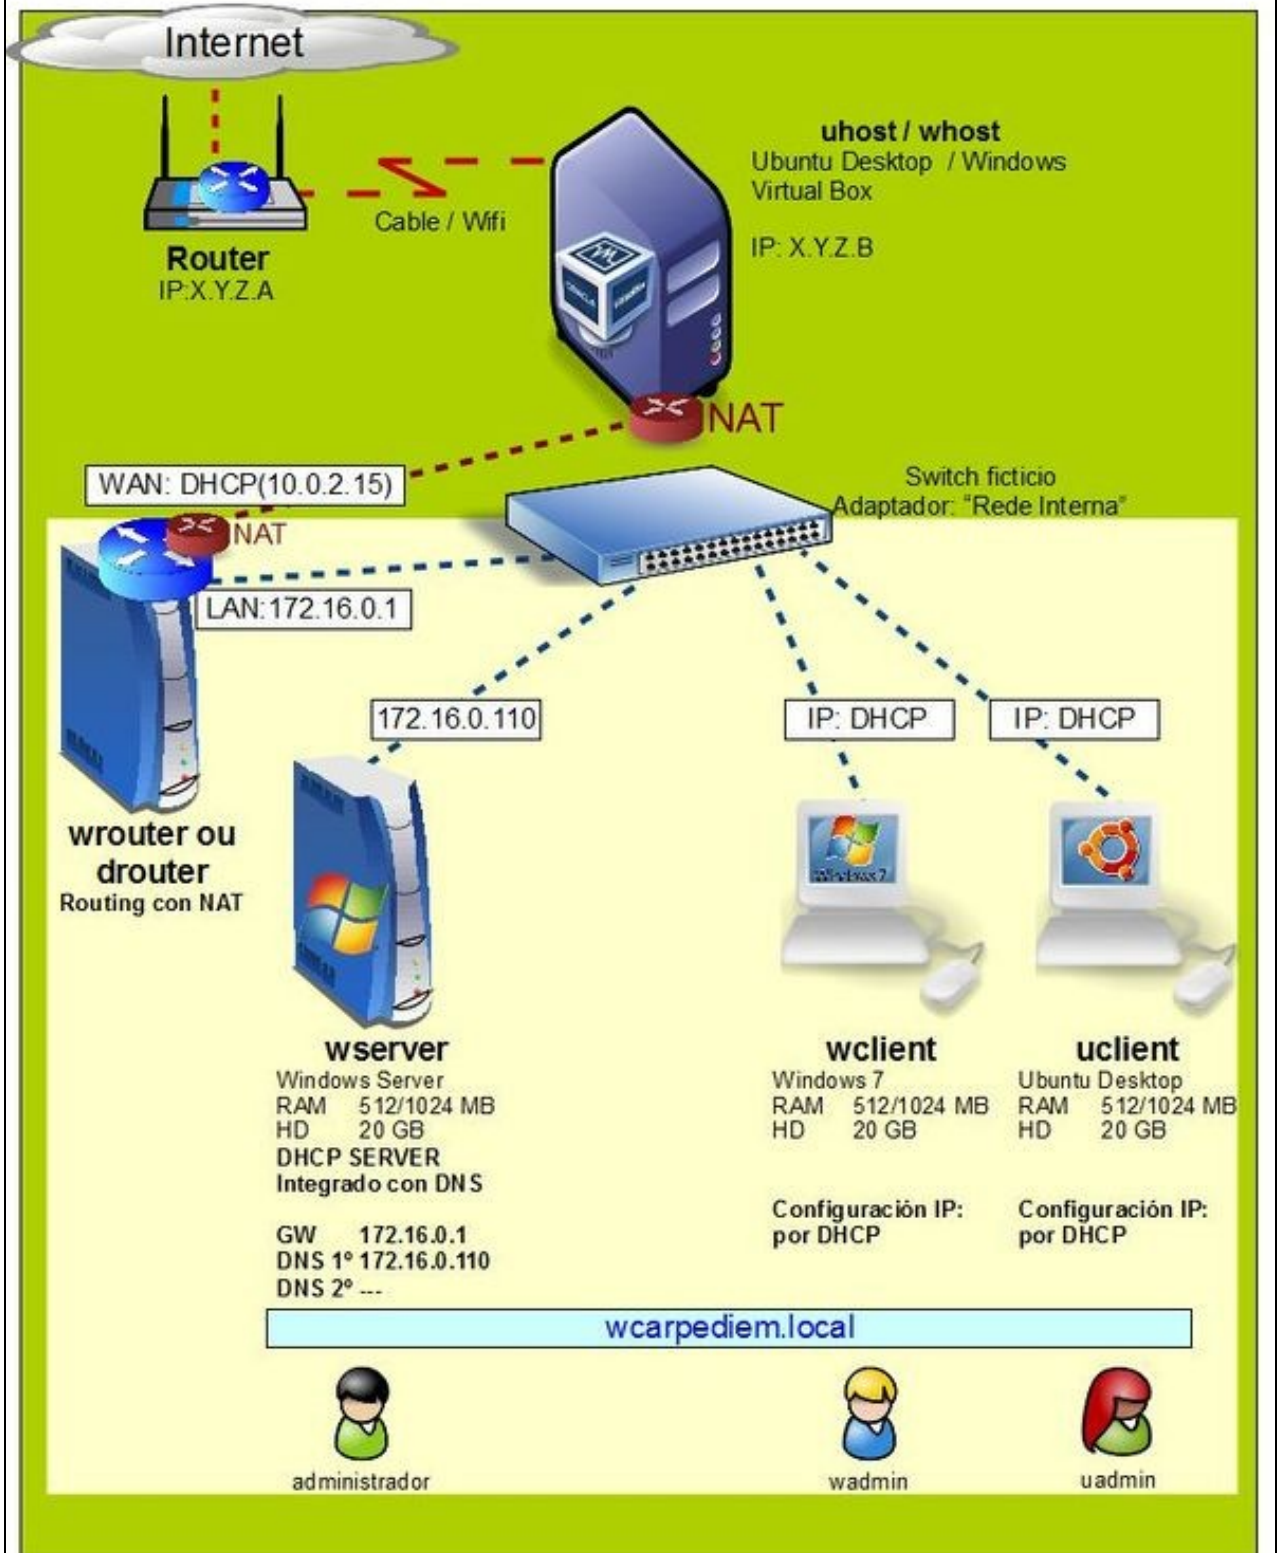 Internet
uhost / whost
Ubuntu Desktop / Windows
Virtual Box
IP: X.Y.Z.B
Cable / Wifi
Router
IP:X.Y.Z.A
NAT
WAN: DHCP(10.0.2.15)
Switch ficticio
Adaptador: "Rede Interna"
NAT
LAN:172.16.0.1
172.16.0.110
IP: DHCP
IP: DHCP
wrouter ou
drouter
Routing con NAT
Windows 7
wserver
Windows Server
RAM 512/1024 MB
HD 20 GB
DHCP SERVER
Integrado con DNS
GW 172.16.0.1
DNS 1º 172.16.0.110
DNS 2º ---
wclient
Windows 7
RAM 512/1024 MB
HD 20 GB
Configuración IP:
por DHCP
uclient
Ubuntu Desktop
RAM 512/1024 MB
HD 20 GB
Configuración IP:
por DHCP
wcarpediem.local
administrador
wadmin
uadmin